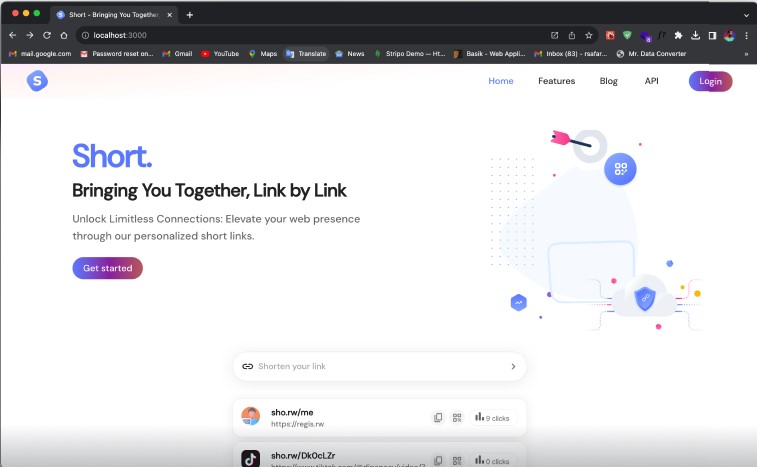 Short - Bringing You Together,
localhost:3000
mail.google.com
Password reset on...
Gmail
YouTube
Maps
Translate
News
Stripo Demo — Ht...
Basik - Web Appli...
Inbox (83) - rsafar...
Mr. Data Converter
»
S
Home
Features
Blog
API
Login
Short.
Bringing You Together, Link by Link
Unlock Limitless Connections: Elevate your web presence
through our personalized short links.
Get started
Shorten your link
sho.rw/me
https://regis.rw
9 clicks
sho.rw/DkOcLZr
0 clicks